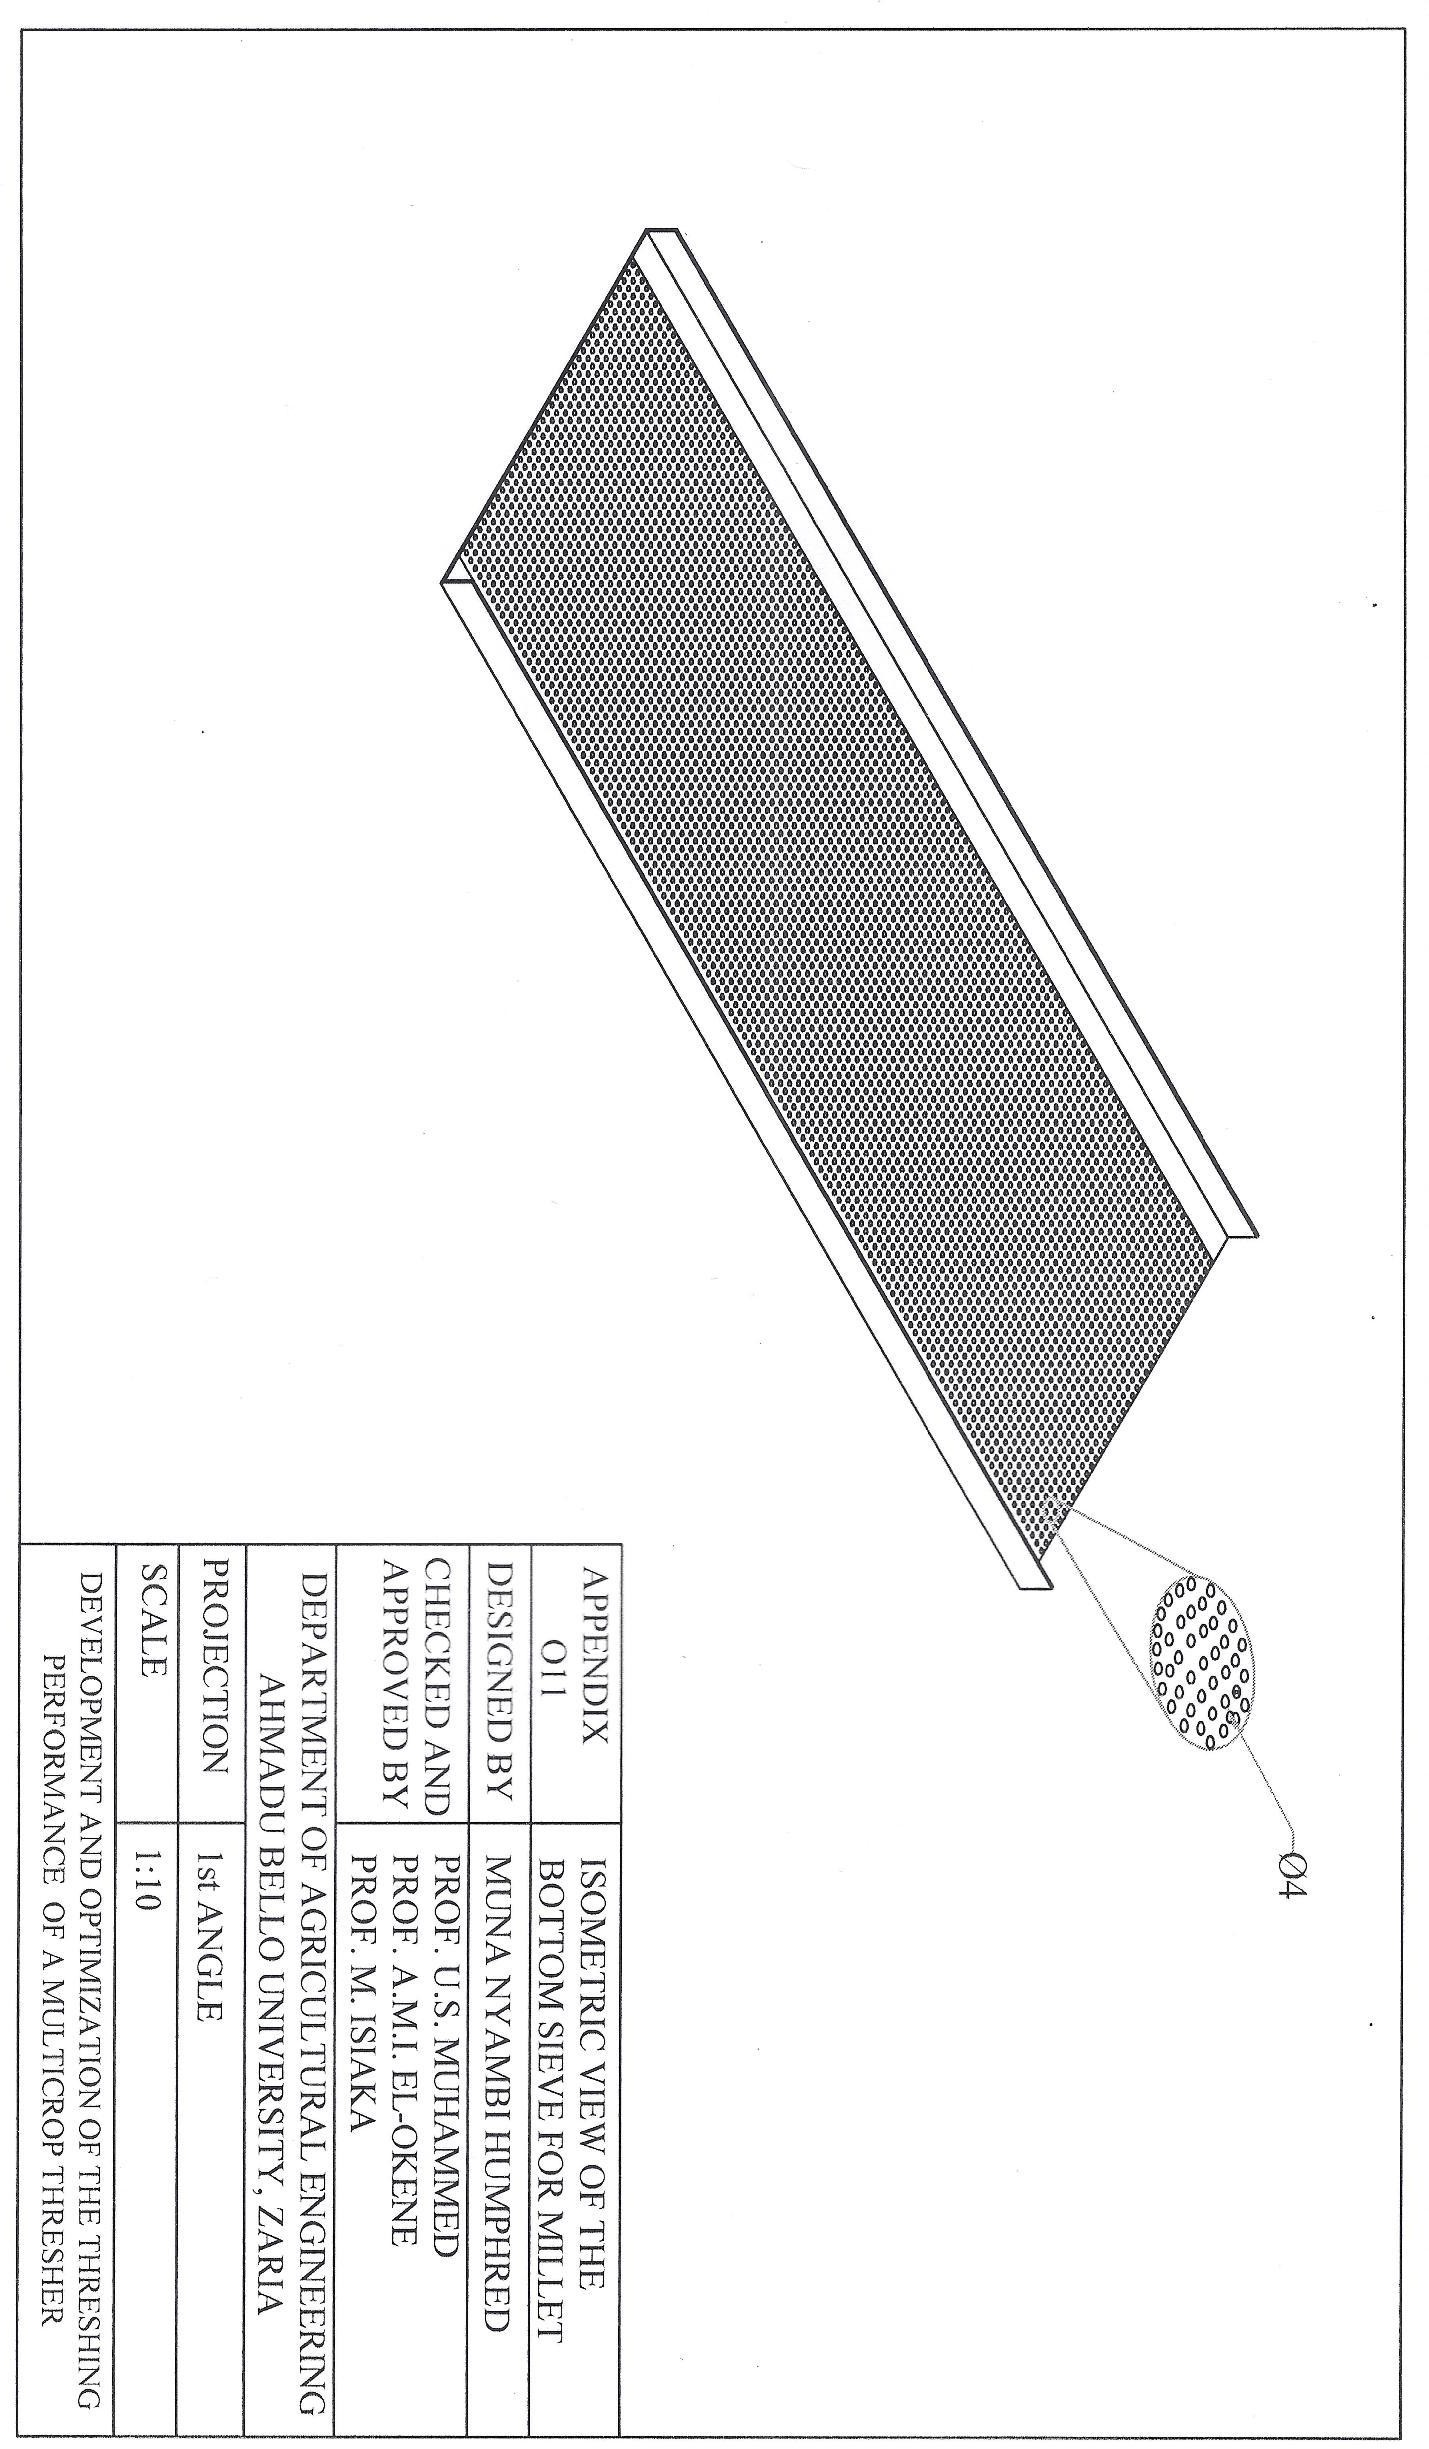 Ø4
APPENDIX
O11
ISOMETRIC VIEW OF THE
BOTTOM SIEVE FOR MILLET
DESIGNED BY
MUNA NYAMBI HUMPHRED
CHECKED AND
APPROVED BY
PROF. U.S. MUHAMMED
PROF. A.M.I. EL-OKENE
PROF. M. ISIAKA
DEPARTMENT OF AGRICULTURAL ENGINEERING
AHMADU BELLO UNIVERSITY, ZARIA
PROJECTION
1st ANGLE
SCALE
1:10
DEVELOPMENT AND OPTIMIZATION OF THE THRESHING
PERFORMANCE OF A MULTICROP THRESHER